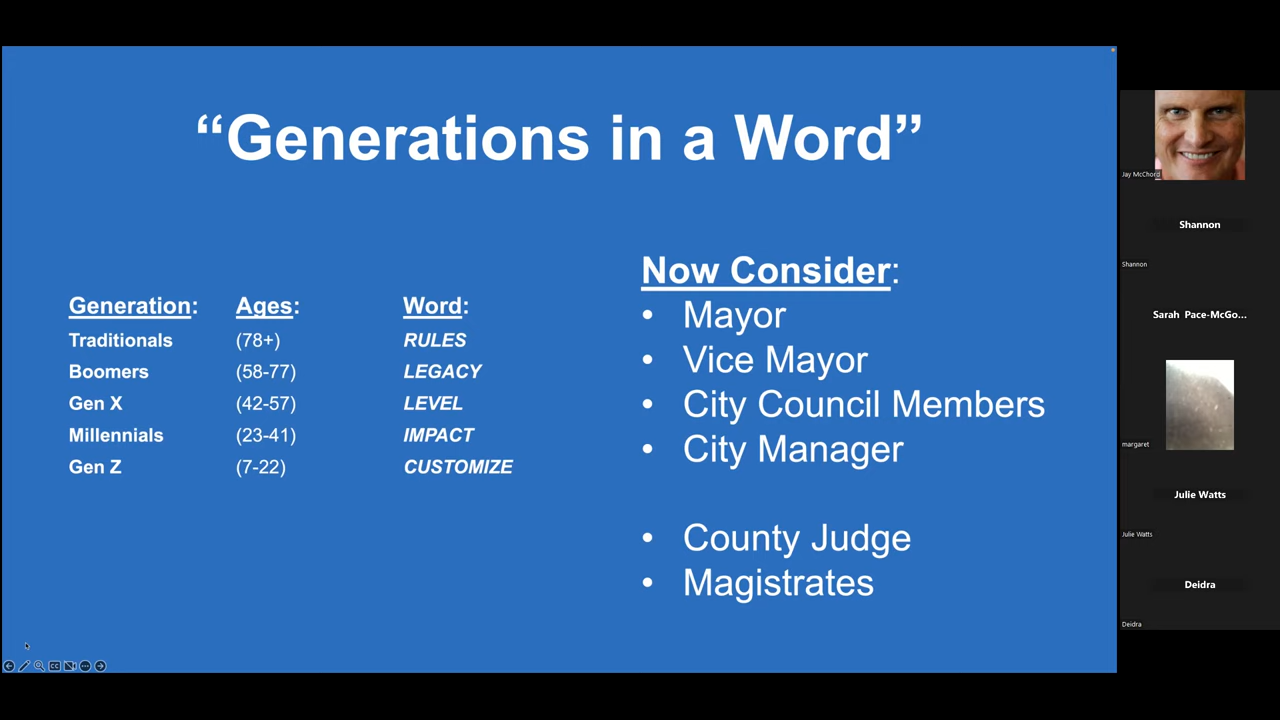 “Generations in a Word”
Generation: Ages: Word:
Traditionals (78+) RULES
Boomers (58-77) LEGACY
Gen X (42-57) LEVEL
Millennials (23-41) IMPACT
Gen Z (7-22) CUSTOMIZE
Now Consider:
• Mayor
• Vice Mayor
• City Council Members
• City Manager
• County Judge
• Magistrates
Jay McChord
Shannon
Shannon
Sarah Pace-McGo...
margaret
Julie Watts
Julie Watts
Deidra
Deidra
CC